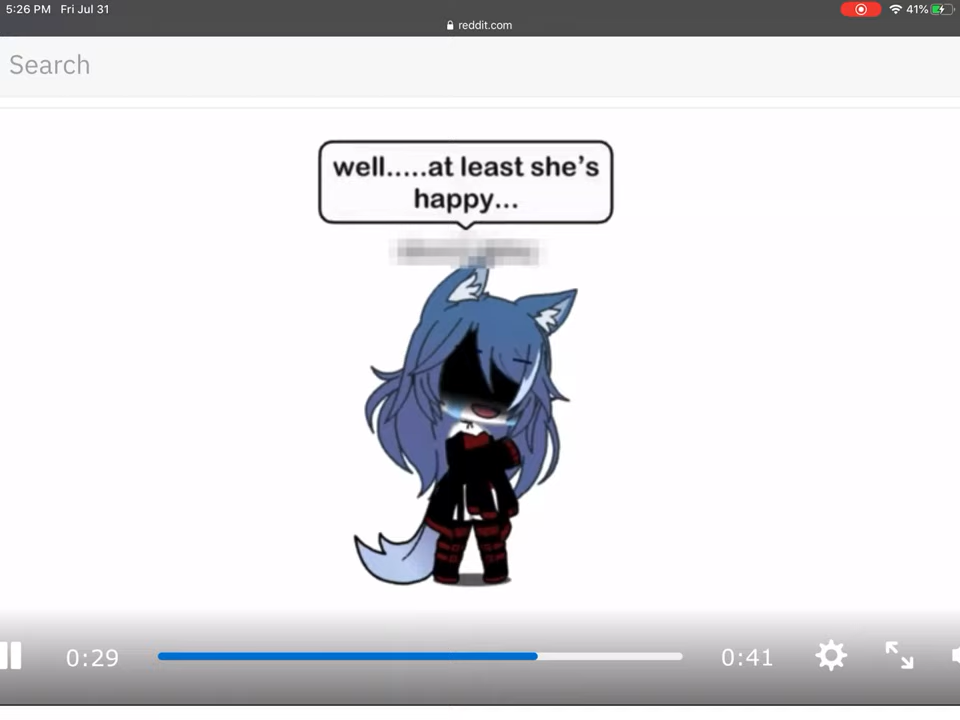 5:26 PM Fri Jul 31
41%
reddit.com
Search
well.....at least she's
happy...
0:29
0:41